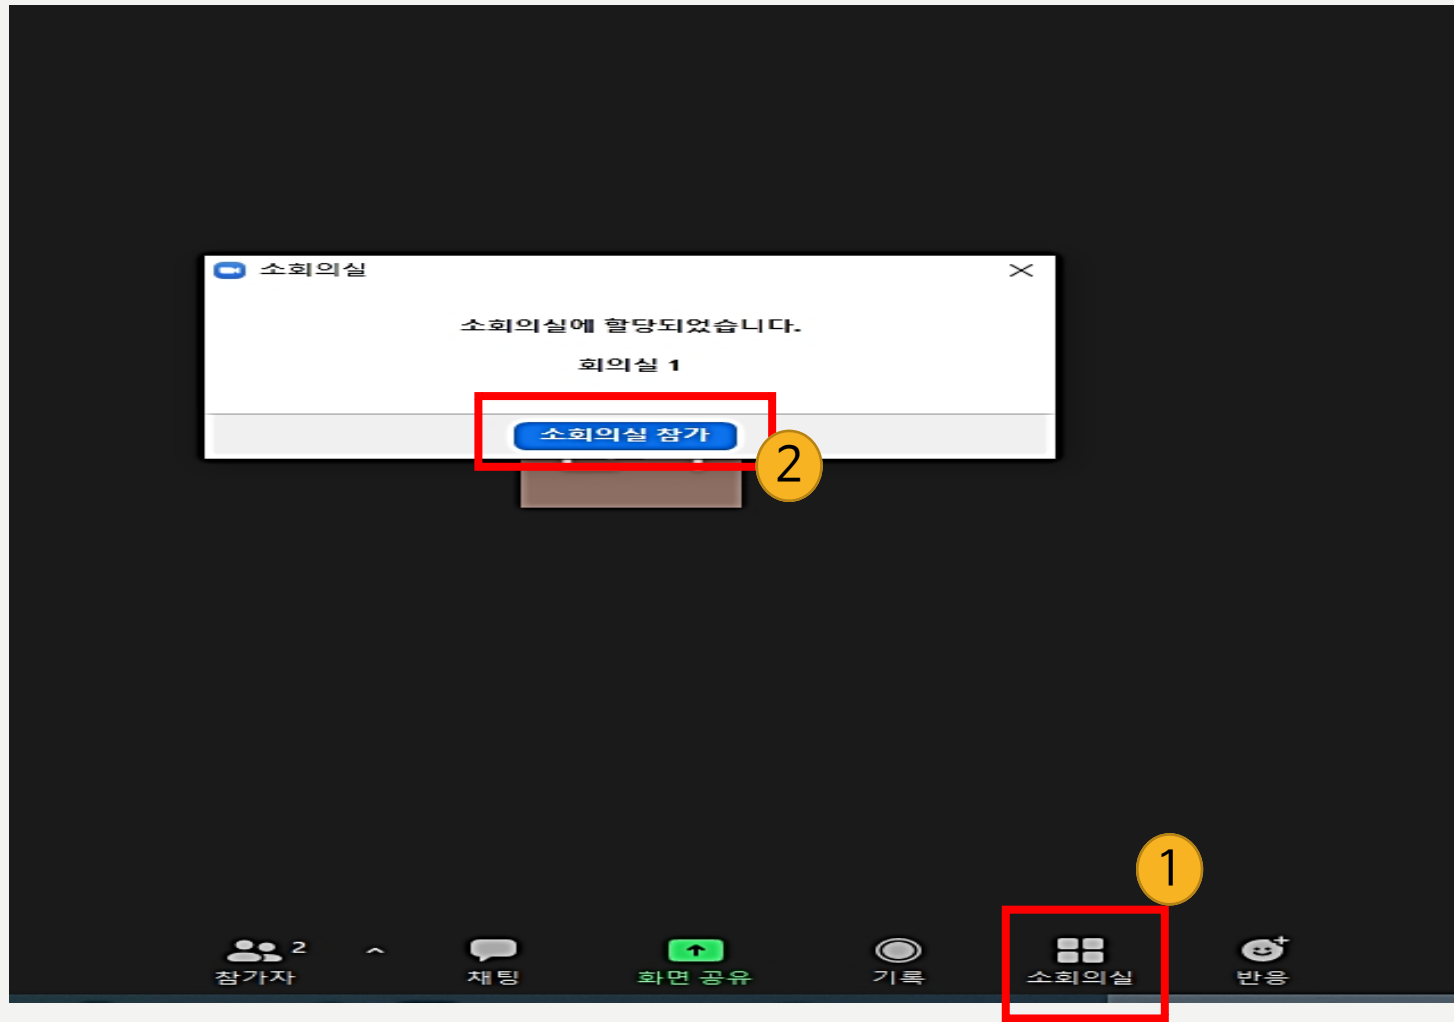 소회의실
소회의실에 할당되었습니다.
회의실 1
소회의실 참가
2
1
2
참가자
채팅
화면 공유
기록
소회의실
반응